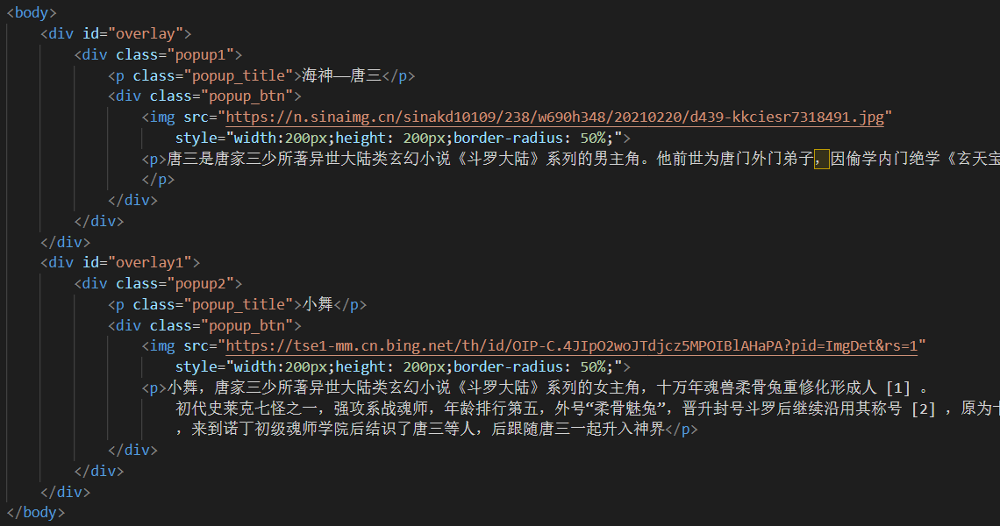 <body>
<div id="overlay">
<div class="popup1">
<p class="popup_title">海神——唐三</p>
<div class="popup_btn">
<img src="https://n.sinaimg.cn/sinakd10109/238/w690h348/20210220/d439-kkciesr7318491.jpg"
style="width:200px;height: 200px;border-radius: 50%;">
<p>唐三是唐家三少所著异世大陆类玄幻小说《斗罗大陆》系列的男主角。他前世为唐门外门弟子，因偷学内门绝学《玄天宝
</p>
</div>
</div>
</div>
<div id="overlay1">
<div class="popup2">
<p class="popup_title">小舞</p>
<div class="popup_btn">
<img src="https://tse1-mm.cn.bing.net/th/id/OIP-C.4JIpO2woJTdjcz5MPOIBlAHaPA?pid=ImgDet&rs=1"
style="width:200px;height: 200px;border-radius: 50%;">
<p>小舞，唐家三少所著异世大陆类玄幻小说《斗罗大陆》系列的女主角，十万年魂兽柔骨兔重修化形成人 [1] 。
初代史莱克七怪之一，强攻系战魂师，年龄排行第五，外号“柔骨魅兔”，晋升封号斗罗后继续沿用其称号 [2] ，原为十
，来到诺丁初级魂师学院后结识了唐三等人，后跟随唐三一起升入神界</p>
</div>
</div>
</div>
</body>